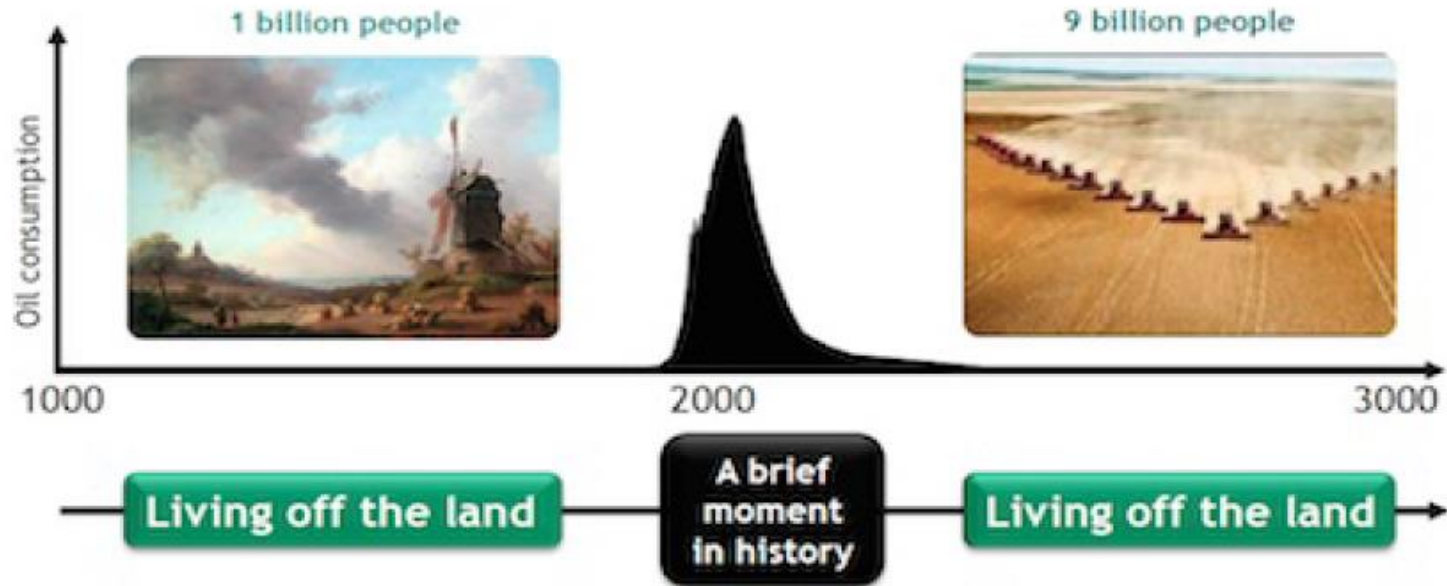 1 billion people
9 billion people
Oil consumption
1000
2000
3000
Living off the land
A brief
moment
in history
Living off the land